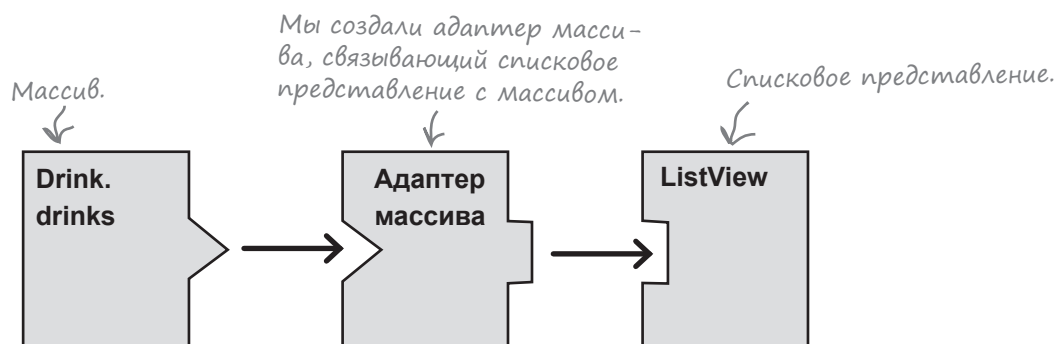 Массив.
Мы создали адаптер масси-
ва, связывающий списковое
представление с массивом.
Списковое представление.
Drink.
drinks
Адаптер
массива
ListView